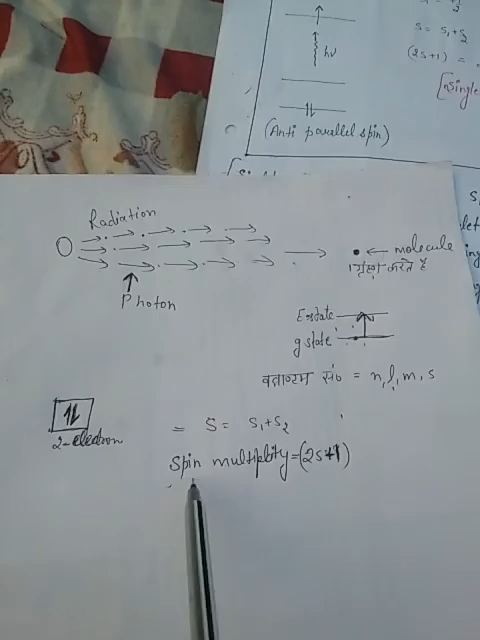 hν
(Anti parallel spin)
S = S₁+S₂
(2s+1) =
Radiation
molecule
ग्रहण करते है
Photon
E state
g state
क्वाण्टम सं० = n, l, m, s
2-electron
= S = S₁+S₂
Spin multiplity=(2s+1)